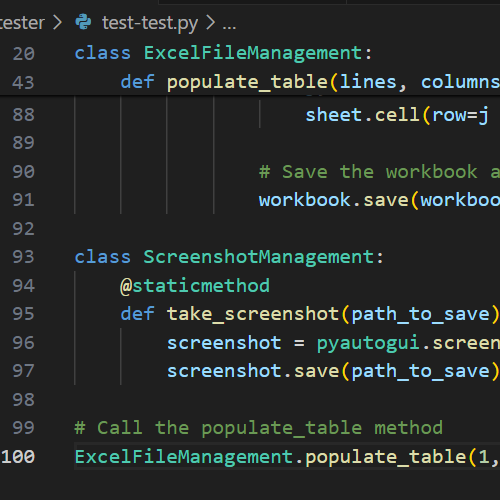 tester > test-test.py > ...
20 class ExcelFileManagement:
43 def populate_table(lines, columns
88 sheet.cell(row=j
89
90 # Save the workbook a
91 workbook.save(workboo
92
93 class ScreenshotManagement:
94 @staticmethod
95 def take_screenshot(path_to_save)
96 screenshot = pyautogui.screen
97 screenshot.save(path_to_save)
98
99 # Call the populate_table method
100 ExcelFileManagement.populate_table(1,